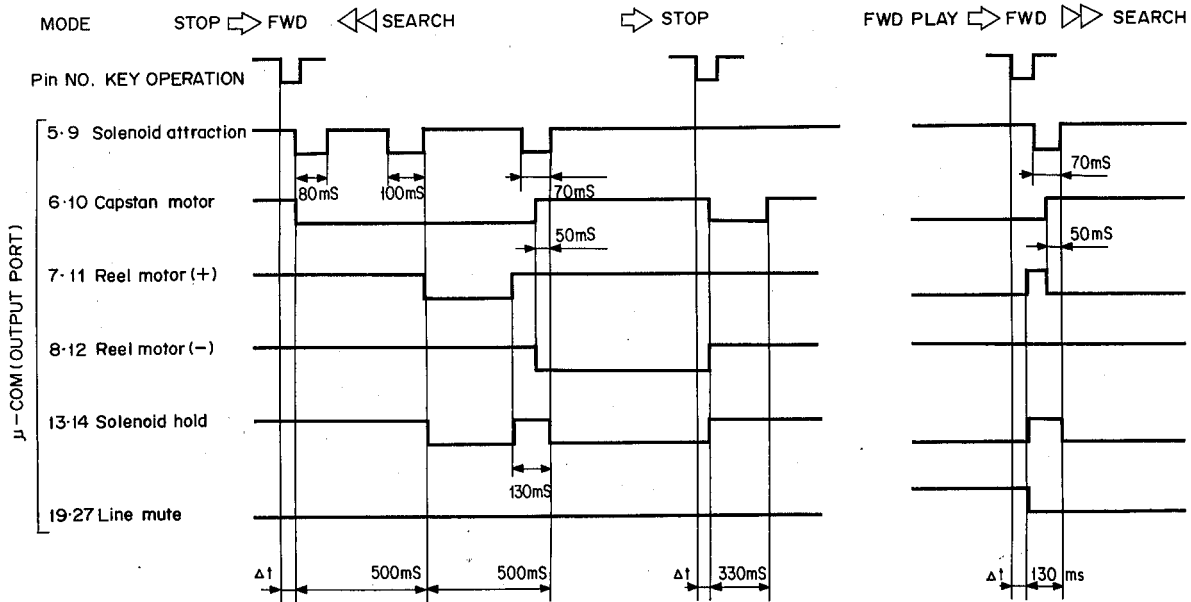 MODE STOP ⇨ FWD ◁◁ SEARCH ⇨ STOP FWD PLAY ⇨ FWD ▷▷ SEARCH
Pin NO. KEY OPERATION
5·9 Solenoid attraction
80mS 100mS 70mS 70mS
6·10 Capstan motor
50mS 50mS
7·11 Reel motor (+)
8·12 Reel motor (−)
13·14 Solenoid hold
130mS
19·27 Line mute
Δt 500mS 500mS Δt 330mS Δt 130 ms
μ-COM (OUTPUT PORT)